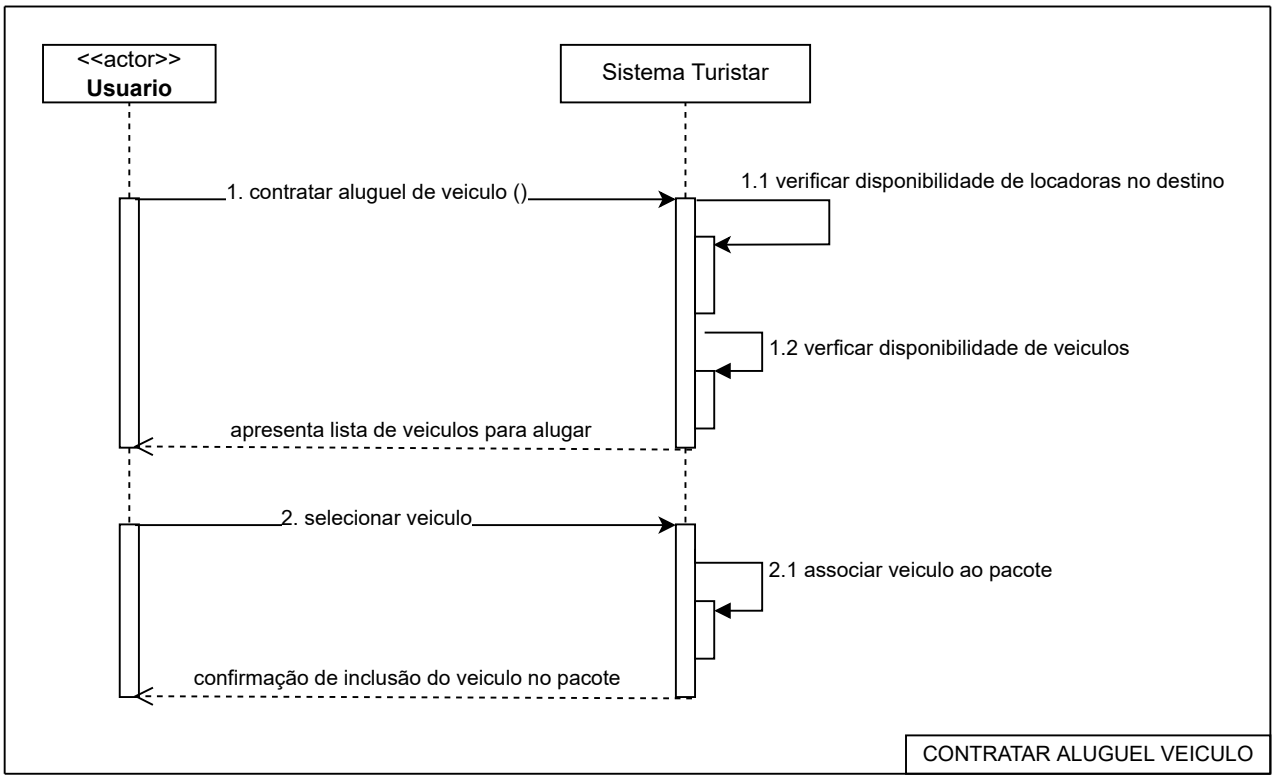 <<actor>>
Usuario
Sistema Turistar
1. contratar aluguel de veiculo ()
1.1 verificar disponibilidade de locadoras no destino
1.2 verficar disponibilidade de veiculos
apresenta lista de veiculos para alugar
2. selecionar veiculo
2.1 associar veiculo ao pacote
confirmação de inclusão do veiculo no pacote
CONTRATAR ALUGUEL VEICULO